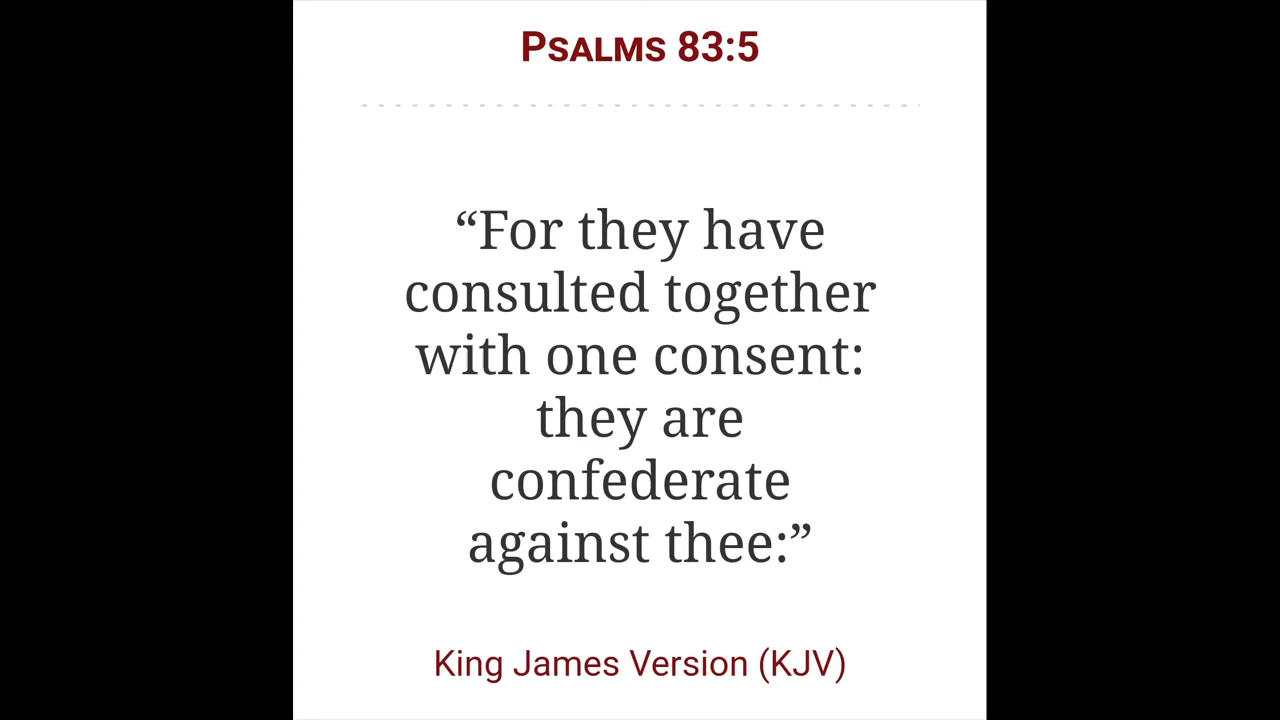 Psalms 83:5
“For they have
consulted together
with one consent:
they are
confederate
against thee:”
King James Version (KJV)